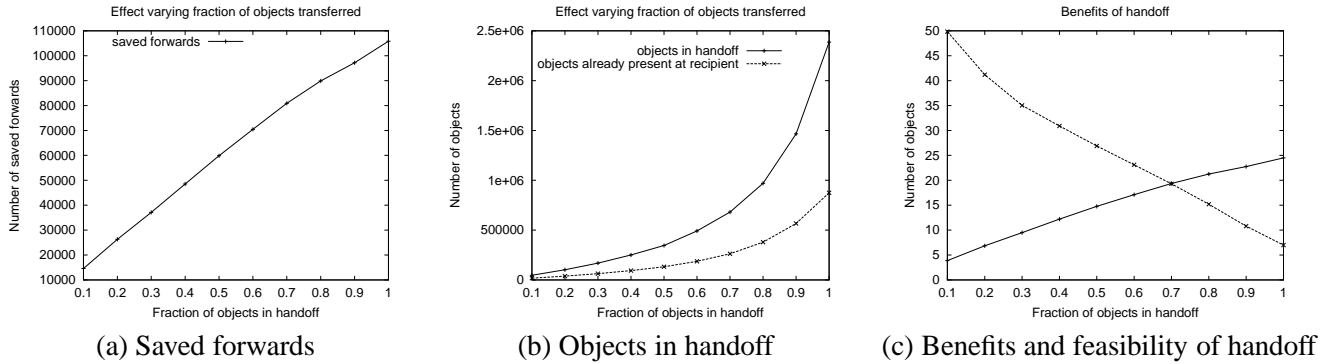 Effect varying fraction of objects transferred
saved forwards
Number of saved forwards
110000
100000
90000
80000
70000
60000
50000
40000
30000
20000
10000
0.1 0.2 0.3 0.4 0.5 0.6 0.7 0.8 0.9 1
Fraction of objects in handoff
(a) Saved forwards
Effect varying fraction of objects transferred
objects in handoff
objects already present at recipient
Number of objects
2.5e+06
2e+06
1.5e+06
1e+06
500000
0
0.1 0.2 0.3 0.4 0.5 0.6 0.7 0.8 0.9 1
Fraction of objects in handoff
(b) Objects in handoff
Benefits of handoff
Number of objects
50
45
40
35
30
25
20
15
10
5
0
0.1 0.2 0.3 0.4 0.5 0.6 0.7 0.8 0.9 1
Fraction of objects in handoff
(c) Benefits and feasibility of handoff